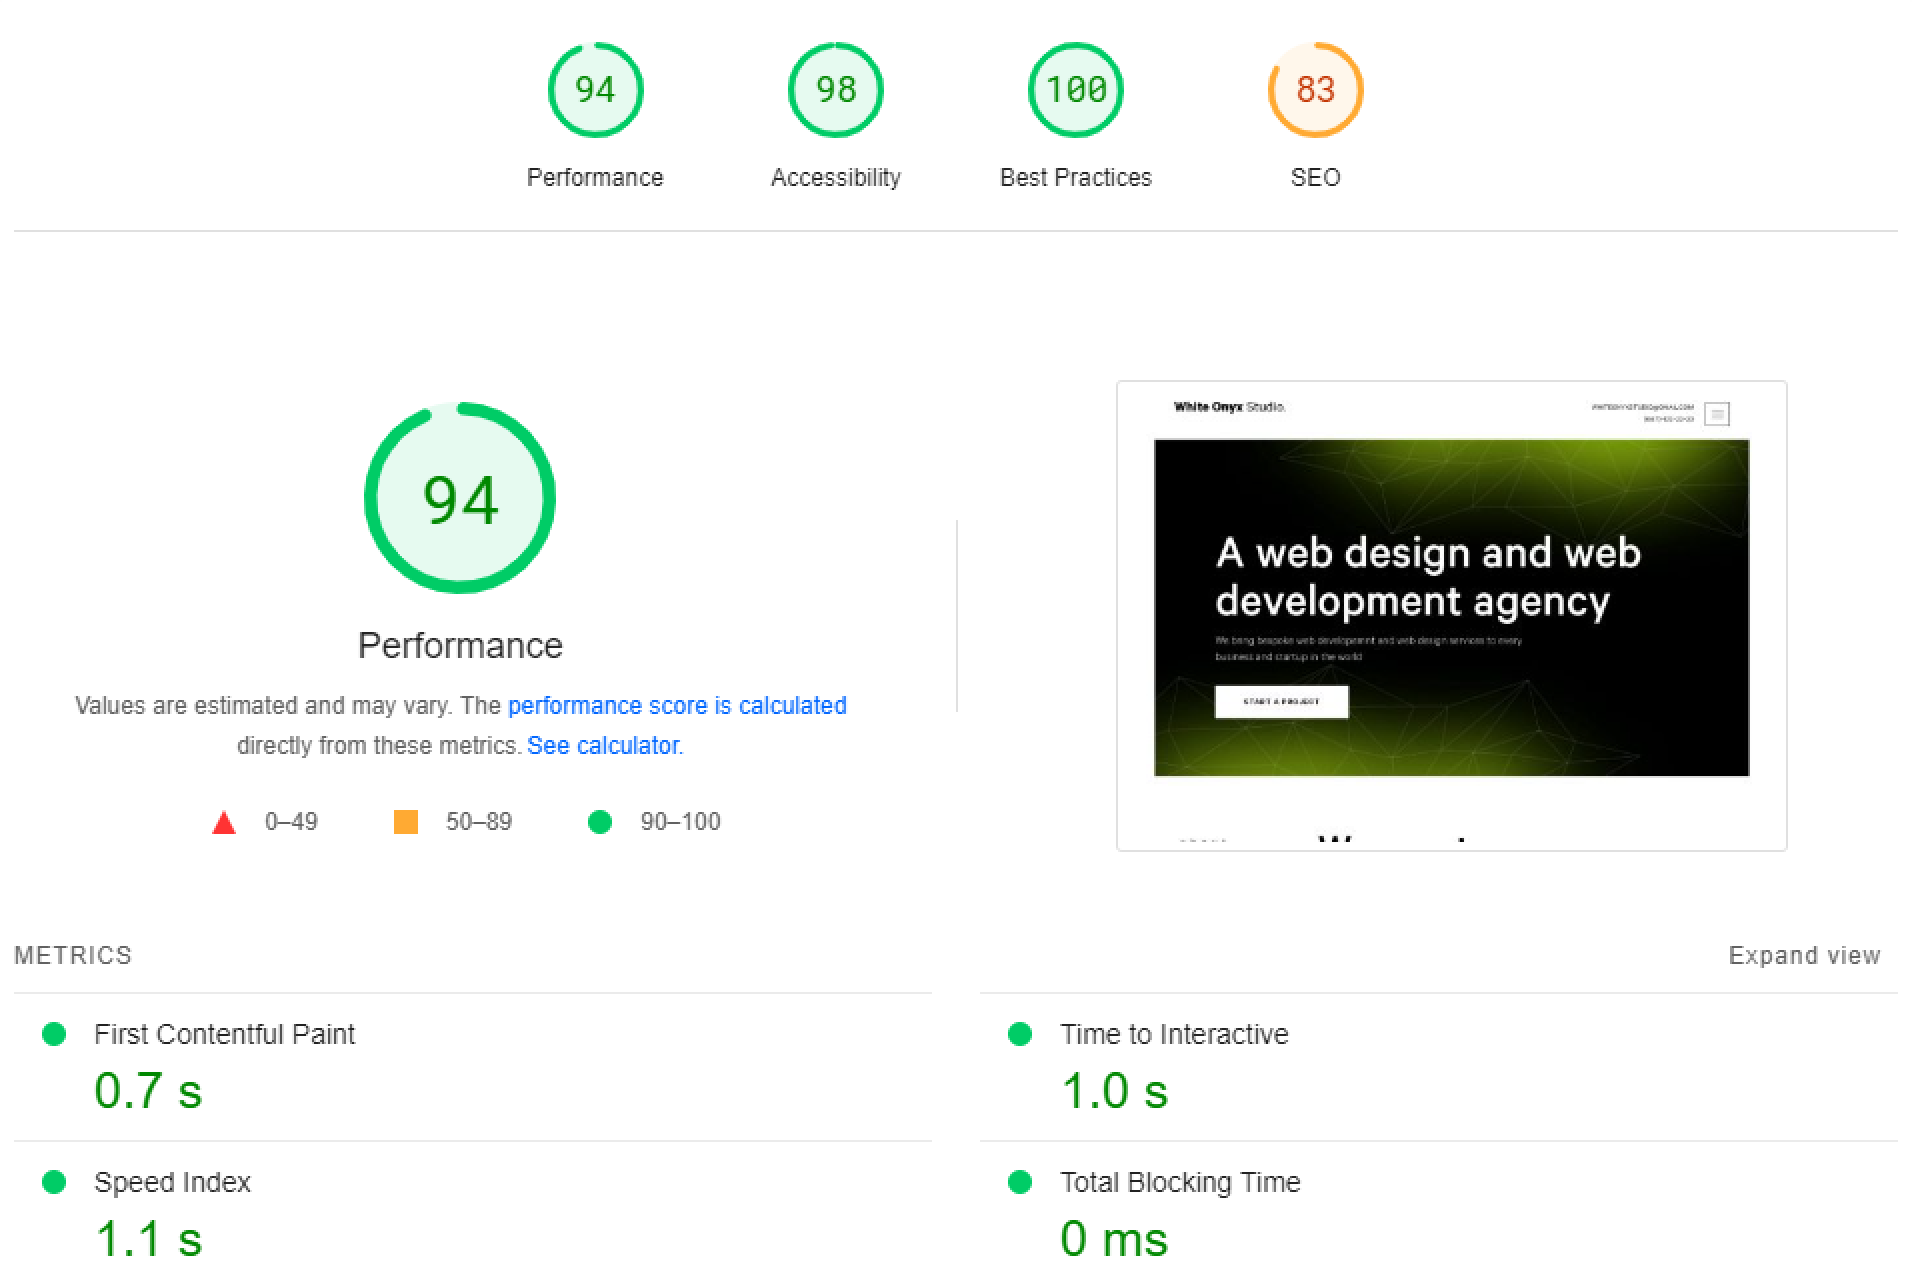 94
98
100
83
Performance
Accessibility
Best Practices
SEO
94
Performance
Values are estimated and may vary. The performance score is calculated
directly from these metrics. See calculator.
0–49
50–89
90–100
White Onyx Studio.
A web design and web
development agency
We bring bespoke web development and web design services to every
business and startup in the world
START A PROJECT
METRICS
Expand view
First Contentful Paint
0.7 s
Time to Interactive
1.0 s
Speed Index
1.1 s
Total Blocking Time
0 ms